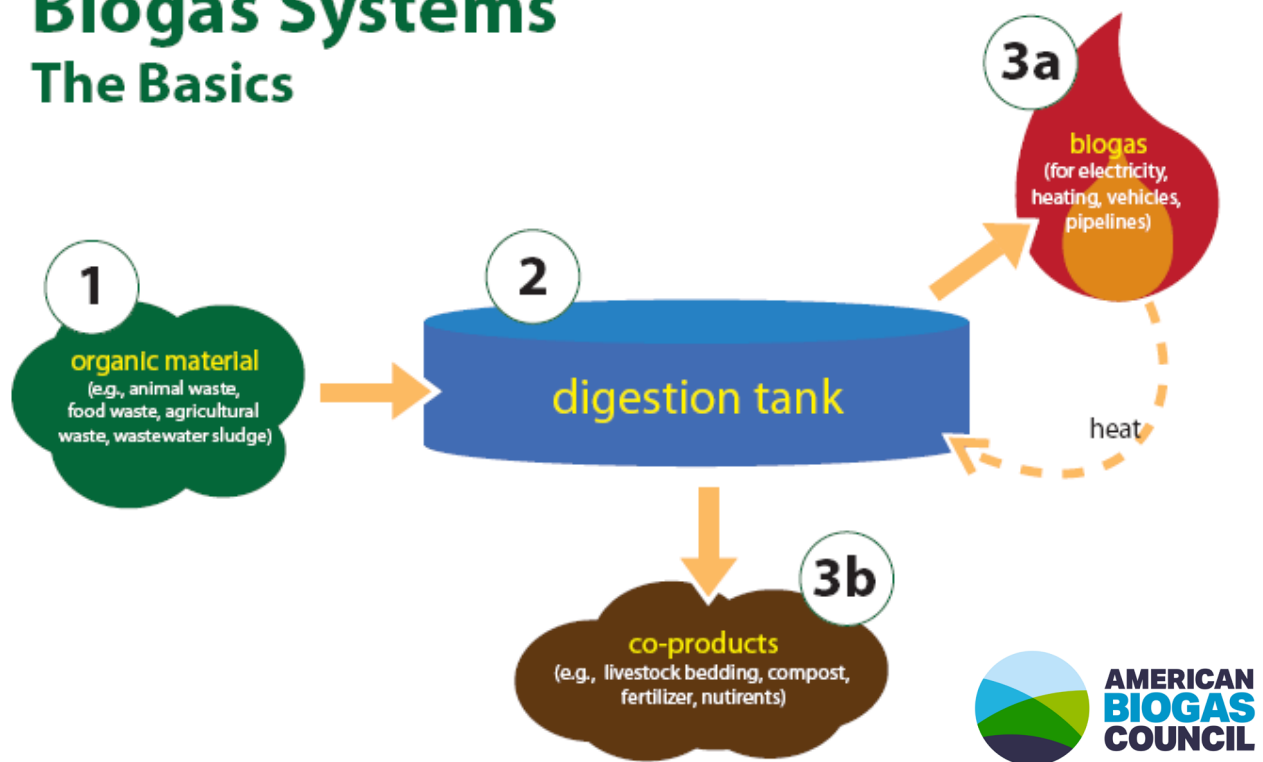 Biogas Systems
The Basics
3a
biogas
(for electricity,
heating, vehicles,
pipelines)
1
organic material
(e.g., animal waste,
food waste, agricultural
waste, wastewater sludge)
2
digestion tank
heat
3b
co-products
(e.g., livestock bedding, compost,
fertilizer, nutirents)
AMERICAN
BIOGAS
COUNCIL